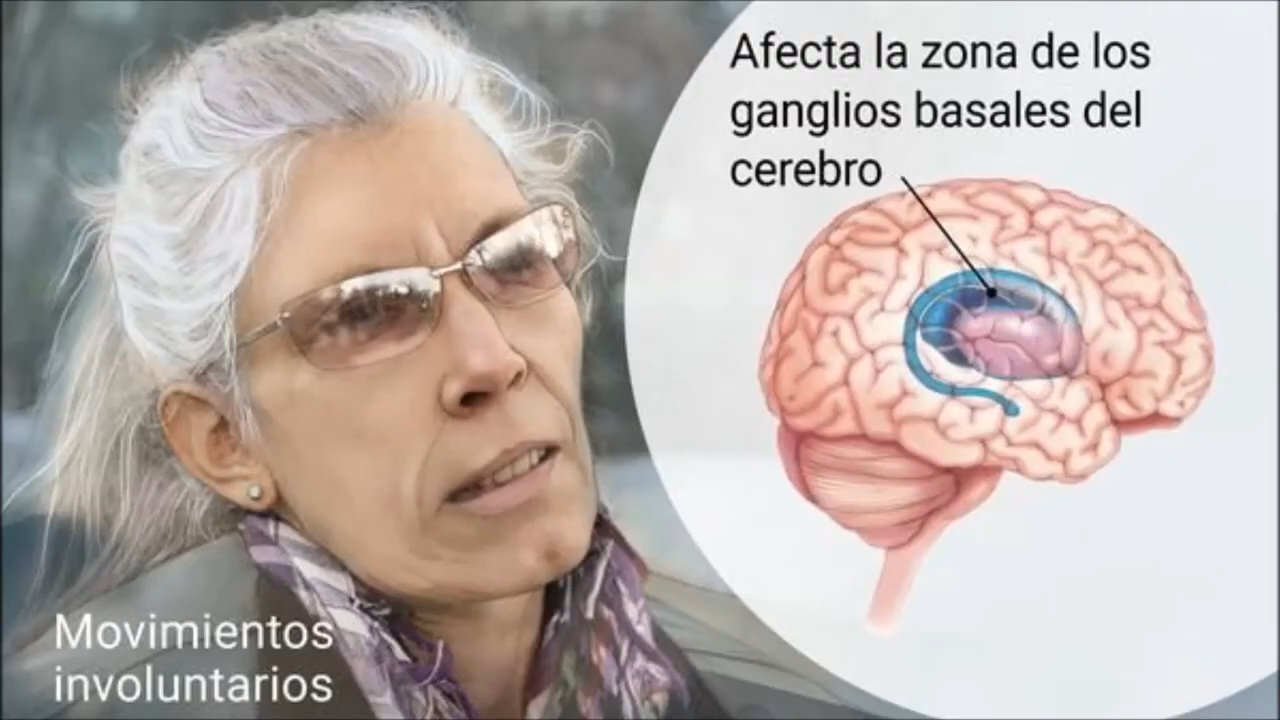 Afecta la zona de los
ganglios basales del
cerebro
Movimientos
involuntarios